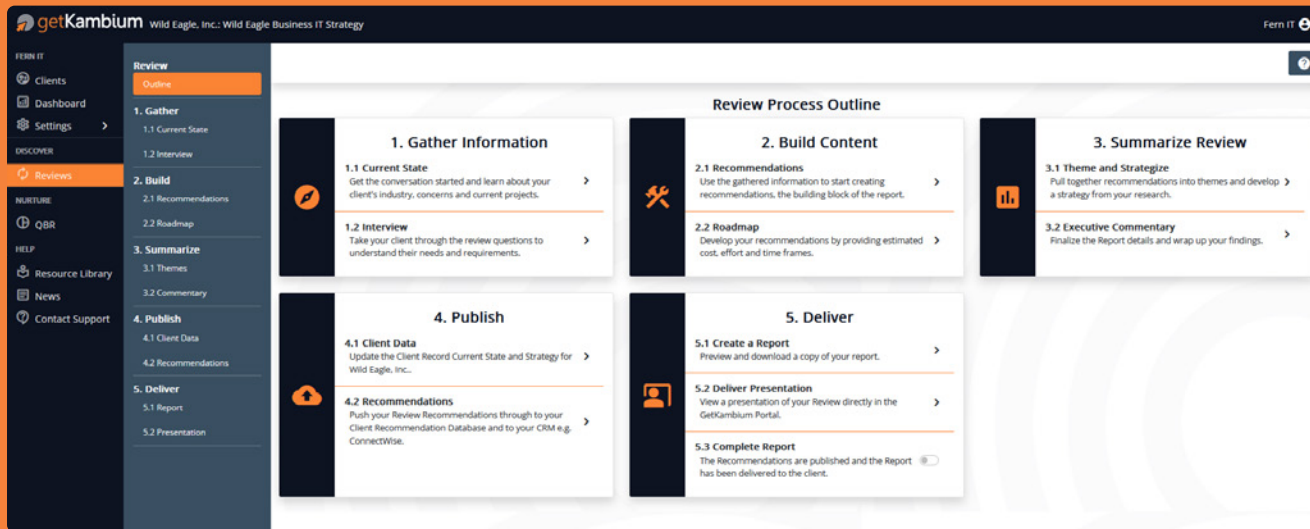 getKambium Wild Eagle, Inc.: Wild Eagle Business IT Strategy
Fern IT
FERN IT
Clients
Dashboard
Settings
DISCOVER
Reviews
NURTURE
QBR
HELP
Resource Library
News
Contact Support
Review
Outline
1. Gather
1.1 Current State
1.2 Interview
2. Build
2.1 Recommendations
2.2 Roadmap
3. Summarize
3.1 Themes
3.2 Commentary
4. Publish
4.1 Client Data
4.2 Recommendations
5. Deliver
5.1 Report
5.2 Presentation
Review Process Outline
1. Gather Information
1.1 Current State
Get the conversation started and learn about your
client's industry, concerns and current projects.
1.2 Interview
Take your client through the review questions to
understand their needs and requirements.
2. Build Content
2.1 Recommendations
Use the gathered information to start creating
recommendations, the building block of the report.
2.2 Roadmap
Develop your recommendations by providing estimated
cost, effort and time frames.
3. Summarize Review
3.1 Theme and Strategize
Pull together recommendations into themes and develop
a strategy from your research.
3.2 Executive Commentary
Finalize the Report details and wrap up your findings.
4. Publish
4.1 Client Data
Update the Client Record Current State and Strategy for
Wild Eagle, Inc..
4.2 Recommendations
Push your Review Recommendations through to your
Client Recommendation Database and to your CRM e.g.
ConnectWise.
5. Deliver
5.1 Create a Report
Preview and download a copy of your report.
5.2 Deliver Presentation
View a presentation of your Review directly in the
GetKambium Portal.
5.3 Complete Report
The Recommendations are published and the Report
has been delivered to the client.